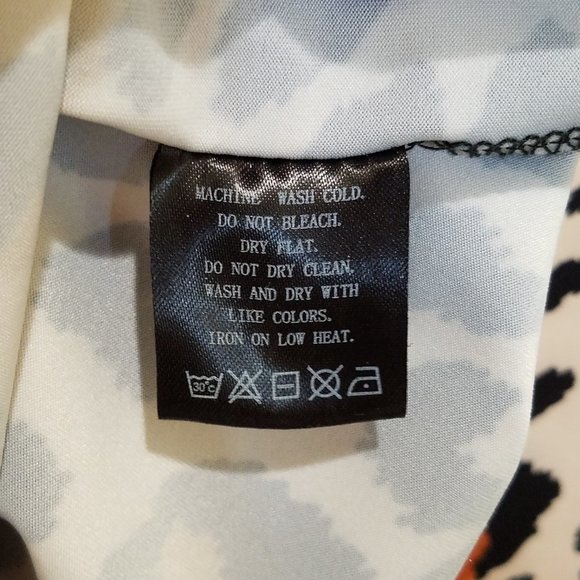 MACHINE WASH COLD.
DO NOT BLEACH.
DRY FLAT.
DO NOT DRY CLEAN.
WASH AND DRY WITH
LIKE COLORS.
IRON ON LOW HEAT.
30°C